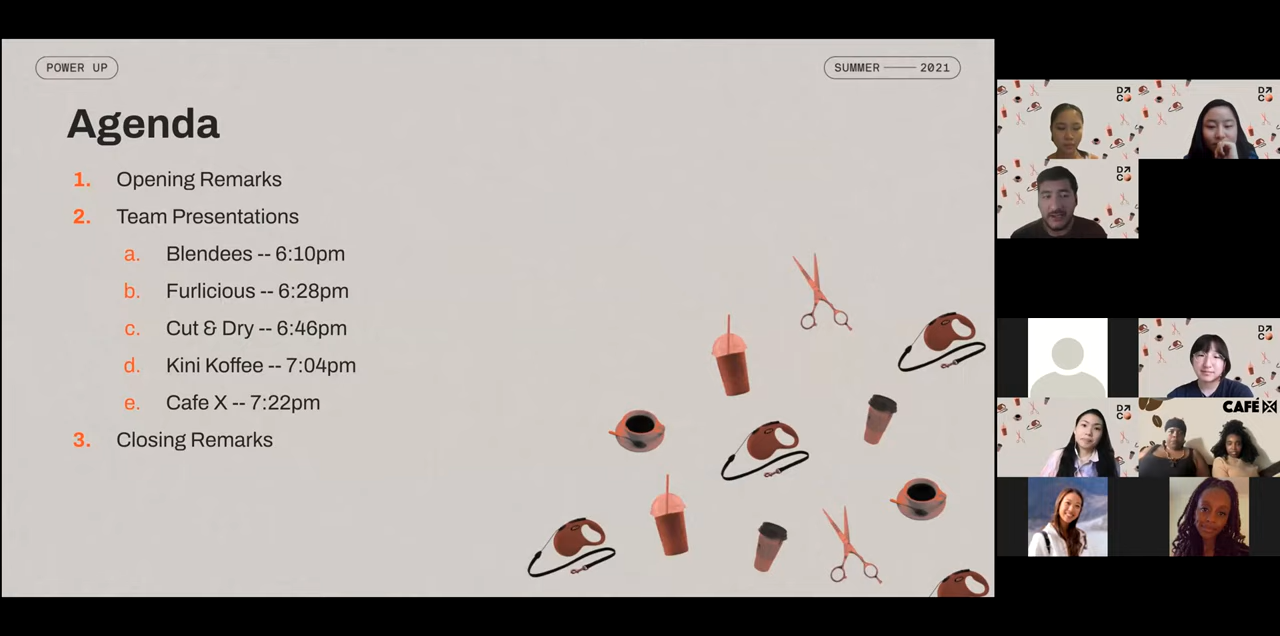 POWER UP
SUMMER —— 2021
Agenda
1. Opening Remarks
2. Team Presentations
a. Blendees -- 6:10pm
b. Furlicious -- 6:28pm
c. Cut & Dry -- 6:46pm
d. Kini Koffee -- 7:04pm
e. Cafe X -- 7:22pm
3. Closing Remarks
CAFÉ X